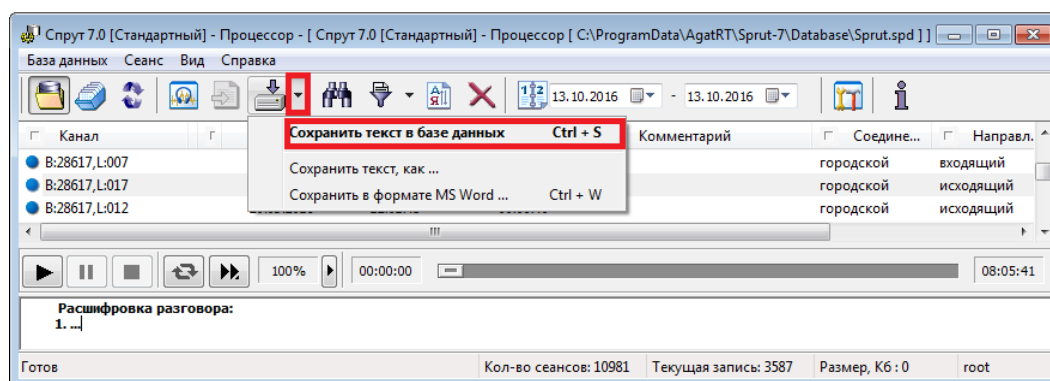 Спрут 7.0 [Стандартный] - Процессор - [ Спрут 7.0 [Стандартный] - Процессор [ C:\ProgramData\AgatRT\Sprut-7\Database\Sprut.spd ] ]
База данных Сеанс Вид Справка
13.10.2016 - 13.10.2016
Канал Комментарий Соедине... Направл.
Сохранить текст в базе данных Ctrl + S
B:28617,L:007 городской входящий
Сохранить текст, как ...
B:28617,L:017 городской исходящий
Сохранить в формате MS Word ... Ctrl + W
B:28617,L:012 городской исходящий
100% 00:00:00 08:05:41
Расшифровка разговора:
1. ...
Готов Кол-во сеансов: 10981 Текущая запись: 3587 Размер, Кб : 0 root